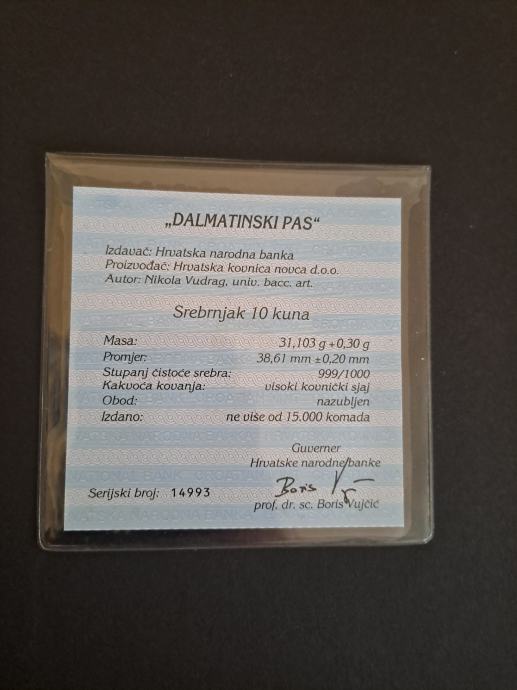 „DALMATINSKI PAS“
Izdavač: Hrvatska narodna banka
Proizvođač: Hrvatska kovnica novca d.o.o.
Autor: Nikola Vudrag, univ. bacc. art.
Srebrnjak 10 kuna
Masa: 31,103 g +0,30 g
Promjer: 38,61 mm ±0,20 mm
Stupanj čistoće srebra: 999/1000
Kakvoća kovanja: visoki kovnički sjaj
Obod: nazubljen
Izdano: ne više od 15.000 komada
Guverner
Hrvatske narodne banke
Boris
Serijski broj: 14993
prof. dr. sc. Boris Vujčić